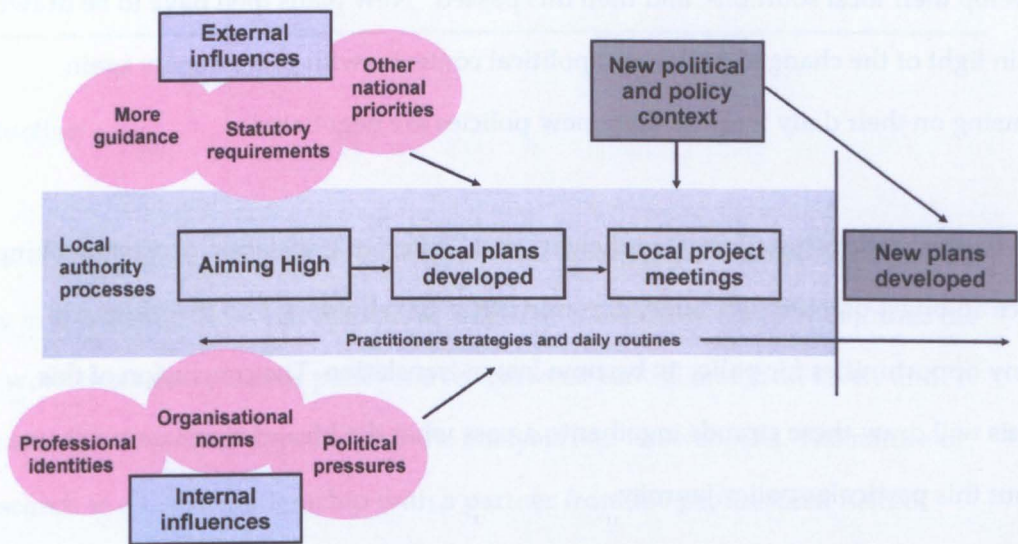 External
influences
Other
national
priorities
More
guidance
Statutory
requirements
New political
and policy
context
Local
authority
processes
Aiming High
Local plans
developed
Local project
meetings
New plans
developed
Practitioners strategies and daily routines
Professional
identities
Organisational
norms
Political
pressures
Internal
influences